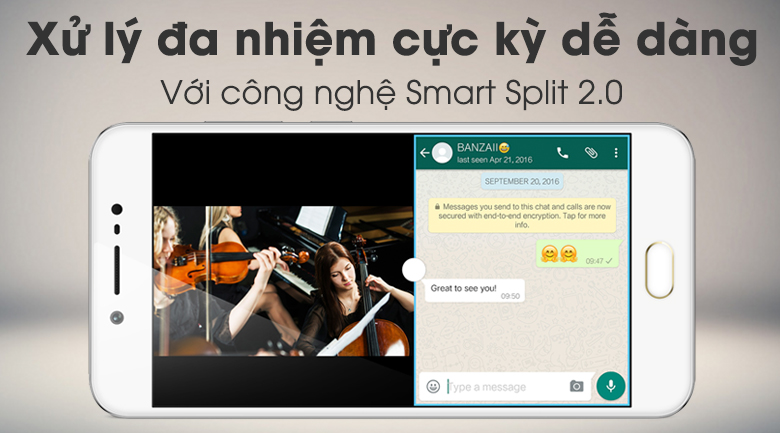 Xử lý đa nhiệm cực kỳ dễ dàng
Với công nghệ Smart Split 2.0
BANZAII😅
last seen Apr 21, 2016
SEPTEMBER 20, 2016
Messages you send to this chat and calls are now
secured with end-to-end encryption. Tap for more
info.
🤗🤗
09:47 ✓
Great to see you!
09:50
Type a message